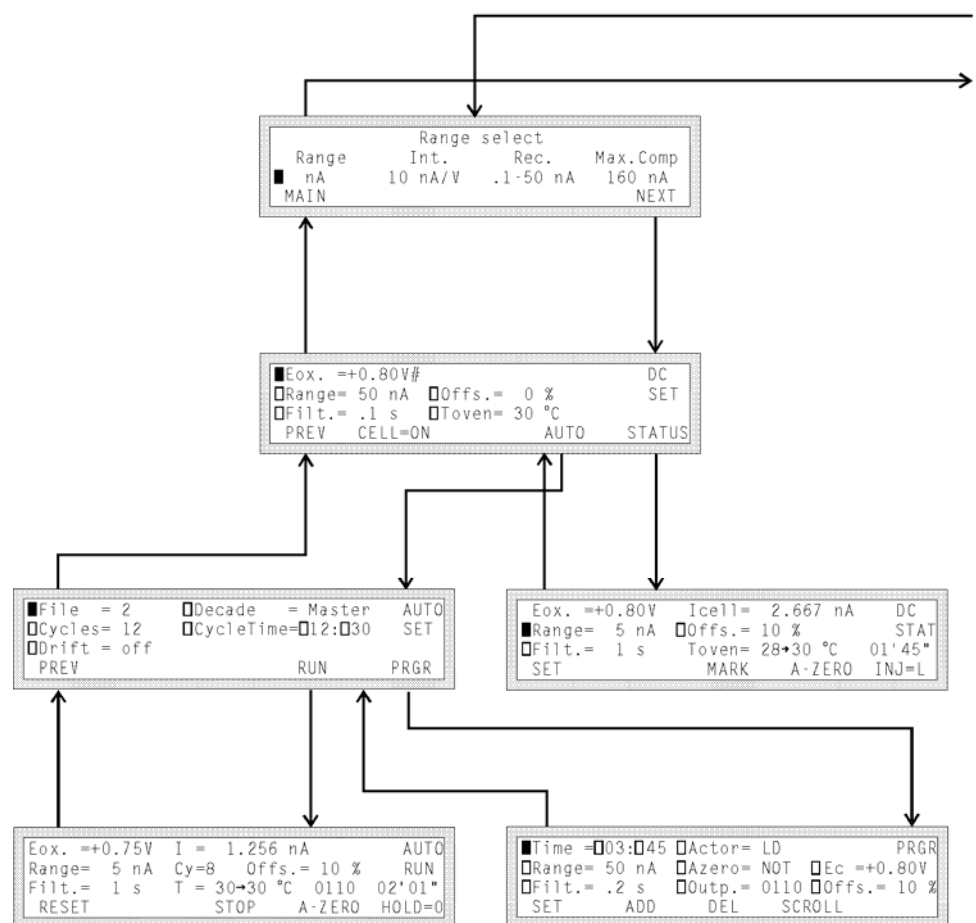 Range select
Range Int. Rec. Max.Comp
nA 10 nA/V .1-50 nA 160 nA
MAIN NEXT
Eox. =+0.80V# DC
Range= 50 nA Offs.= 0 % SET
Filt.= .1 s Toven= 30 °C
PREV CELL=ON AUTO STATUS
File = 2 Decade = Master AUTO
Cycles= 12 CycleTime=12:30 SET
Drift = off
PREV RUN PRGR
Eox. =+0.80V Icell= 2.667 nA DC
Range= 5 nA Offs.= 10 % STAT
Filt.= 1 s Toven= 28→30 °C 01'45"
SET MARK A-ZERO INJ=L
Eox. =+0.75V I = 1.256 nA AUTO
Range= 5 nA Cy=8 Offs.= 10 % RUN
Filt.= 1 s T = 30→30 °C 0110 02'01"
RESET STOP A-ZERO HOLD=0
Time =03:45 Actor= LD PRGR
Range= 50 nA Azero= NOT Ec =+0.80V
Filt.= .2 s Outp.= 0110 Offs.= 10 %
SET ADD DEL SCROLL